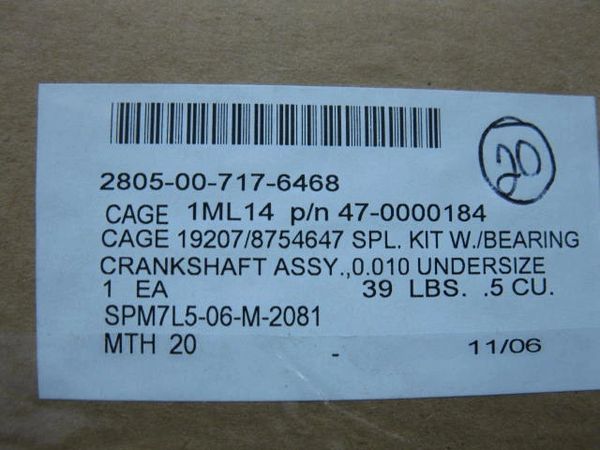 20
2805-00-717-6468
CAGE 1ML14 p/n 47-0000184
CAGE 19207/8754647 SPL. KIT W./BEARING
CRANKSHAFT ASSY.,0.010 UNDERSIZE
1 EA 39 LBS. .5 CU.
SPM7L5-06-M-2081
MTH 20 - 11/06